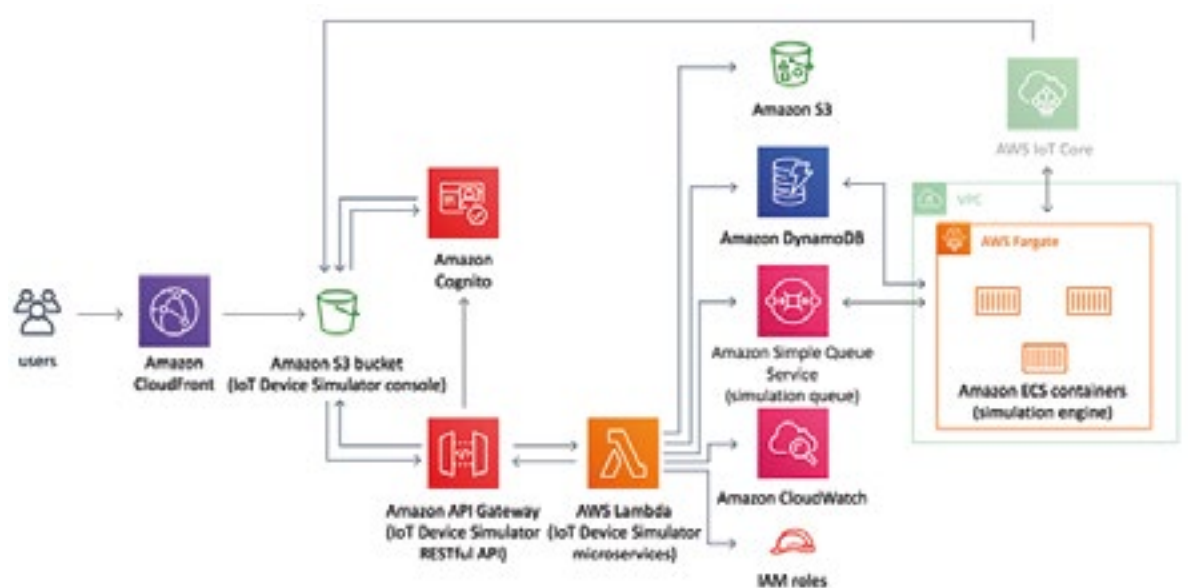 Amazon S3
AWS IoT Core
VPC
Amazon DynamoDB
AWS Fargate
Amazon
Cognito
users
Amazon
CloudFront
Amazon S3 bucket
(IoT Device Simulator console)
Amazon Simple Queue
Service
(simulation queue)
Amazon ECS containers
(simulation engine)
Amazon API Gateway
(IoT Device Simulator
RESTful API)
AWS Lambda
(IoT Device Simulator
microservices)
Amazon CloudWatch
IAM roles